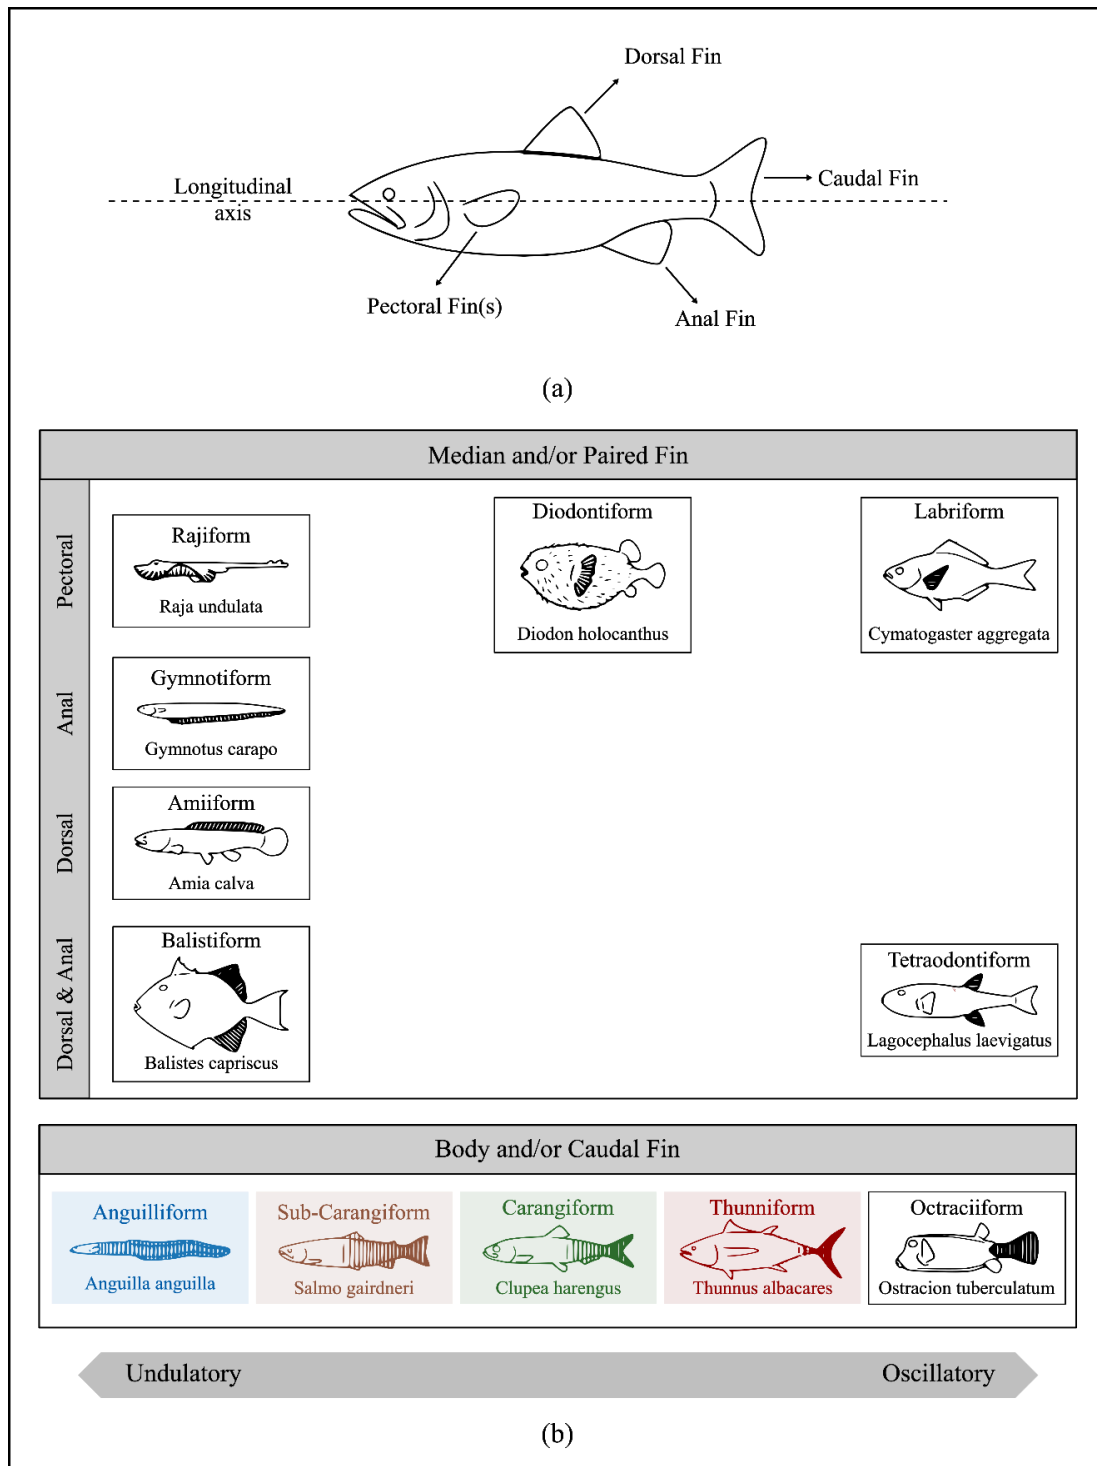 Dorsal Fin
Caudal Fin
Longitudinal
axis
Pectoral Fin(s)
Anal Fin
(a)
Median and/or Paired Fin
Pectoral
Rajiform
Raja undulata
Diodontiform
Diodon holocanthus
Labriform
Cymatogaster aggregata
Anal
Gymnotiform
Gymnotus carapo
Dorsal
Amiiform
Amia calva
Dorsal & Anal
Balistiform
Balistes capriscus
Tetraodontiform
Lagocephalus laevigatus
Body and/or Caudal Fin
Anguilliform
Anguilla anguilla
Sub-Carangiform
Salmo gairdneri
Carangiform
Clupea harengus
Thunniform
Thunnus albacares
Octraciiform
Ostracion tuberculatum
Undulatory
Oscillatory
(b)